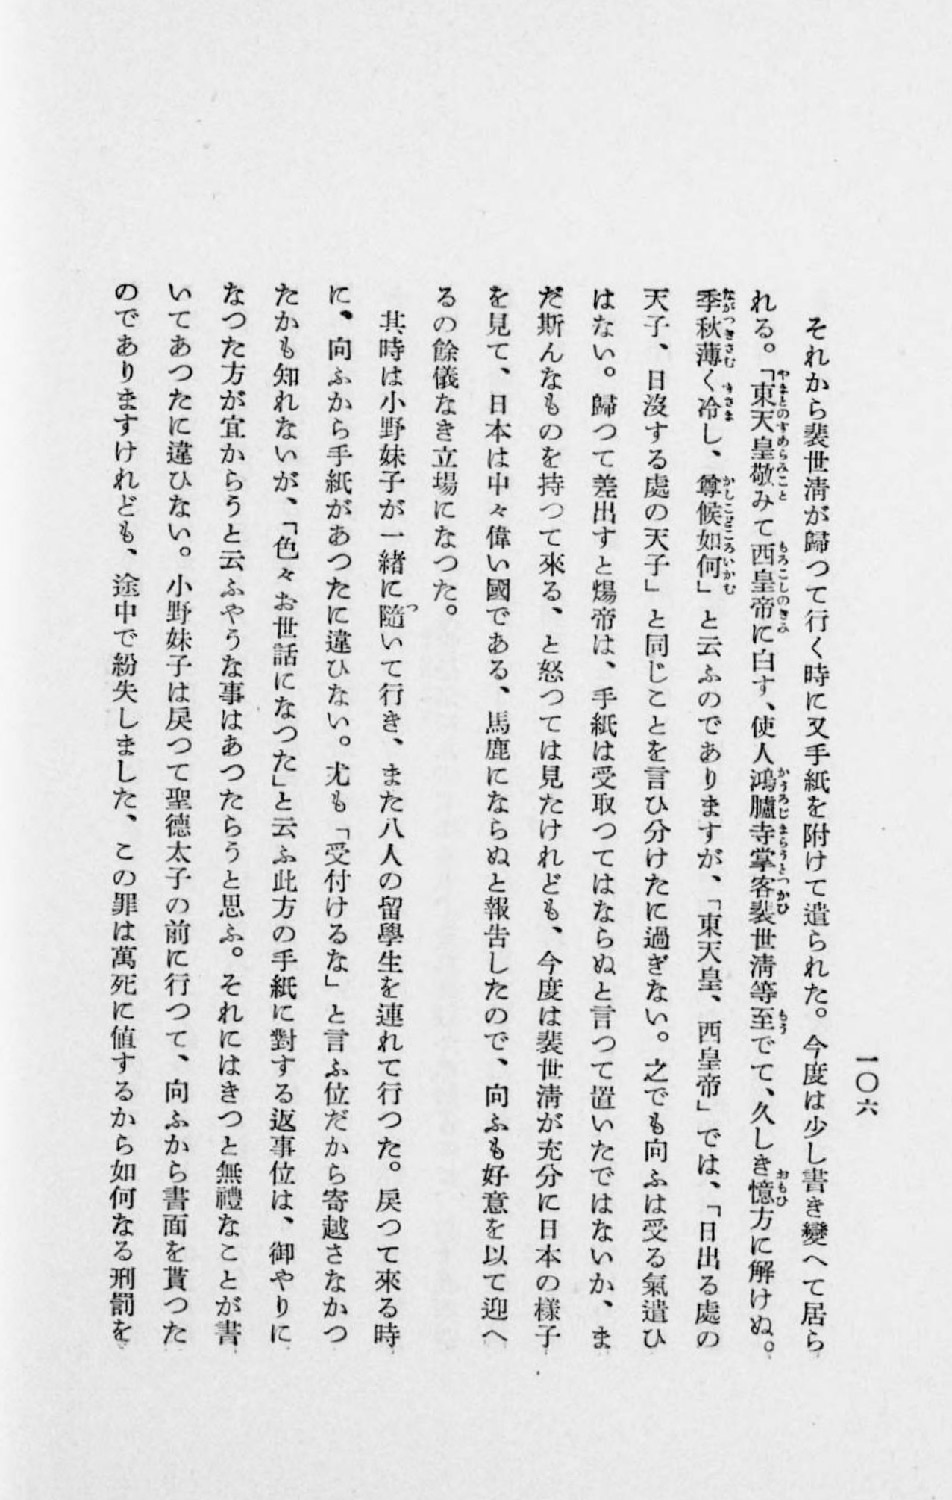 一〇六
それから裴世淸が歸つて行く時に又手紙を附けて遣られた。今度は少し書き變へて居ら
れる。「東天皇敬みて西皇帝に白す、使人鴻臚寺掌客裴世淸等至でて、久しき憶方に解けぬ。
季秋薄く冷し、尊候如何」と云ふのでありますが、「東天皇、西皇帝」では、「日出る處の
天子、日沒する處の天子」と同じことを言ひ分けたに過ぎない。之でも向ふは受る氣遣ひ
はない。歸つて差出すと煬帝は、手紙は受取つてはならぬと言つて置いたではないか、ま
だ斯んなものを持つて來る、と怒つては見たけれども、今度は裴世淸が充分に日本の樣子
を見て、日本は中々偉い國である、馬鹿にならぬと報告したので、向ふも好意を以て迎へ
るの餘儀なき立場になつた。
其時は小野妹子が一緒に隨いて行き、また八人の留學生を連れて行つた。戻つて來る時
に、向ふから手紙があつたに違ひない。尤も「受付けるな」と言ふ位だから寄越さなかつ
たかも知れないが、「色々お世話になつた」と云ふ此方の手紙に對する返事位は、御やりに
なつた方が宜からうと云ふやうな事はあつたらうと思ふ。それにはきつと無禮なことが書
いてあつたに違ひない。小野妹子は戻つて聖德太子の前に行つて、向ふから書面を貰つた
のでありますけれども、途中で紛失しました、この罪は萬死に値するから如何なる刑罰を